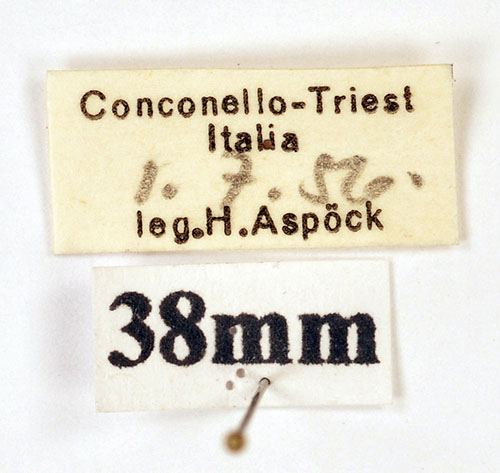 Conconello-Triest
Italia
1. 7. 56.
leg.H.Aspöck
38mm